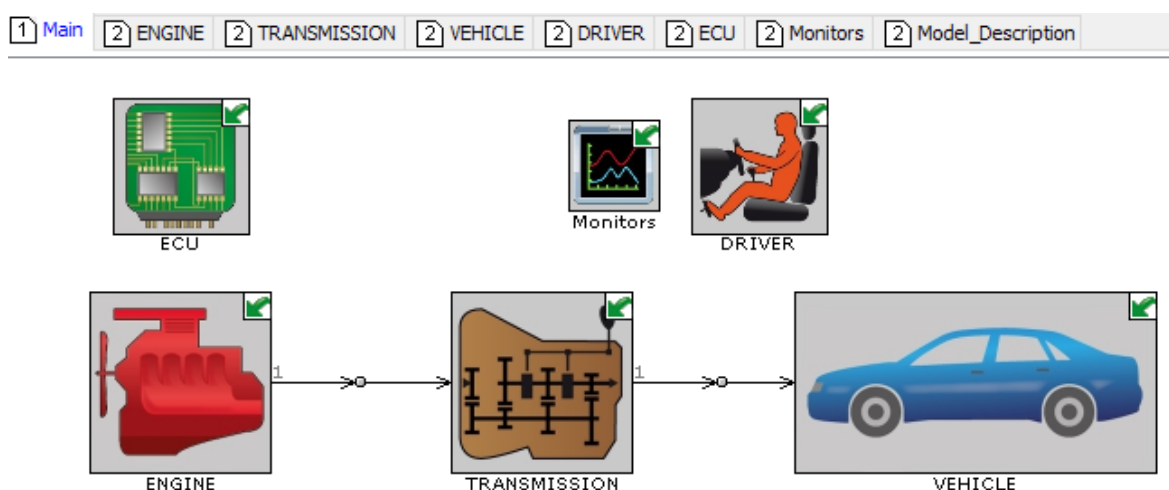 1 Main 2 ENGINE 2 TRANSMISSION 2 VEHICLE 2 DRIVER 2 ECU 2 Monitors 2 Model_Description
ECU
Monitors
DRIVER
1
1
ENGINE
TRANSMISSION
VEHICLE